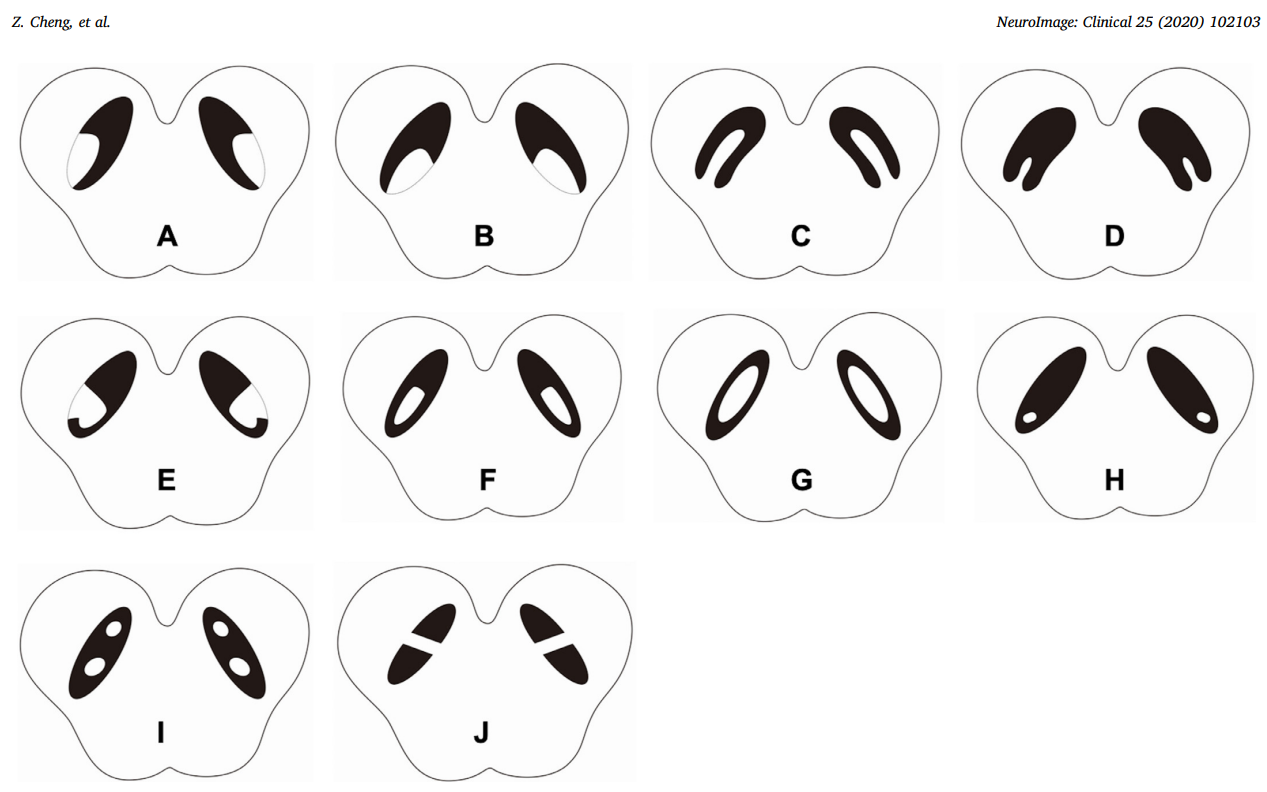 Z. Cheng, et al.
NeuroImage: Clinical 25 (2020) 102103
A
B
C
D
E
F
G
H
I
J